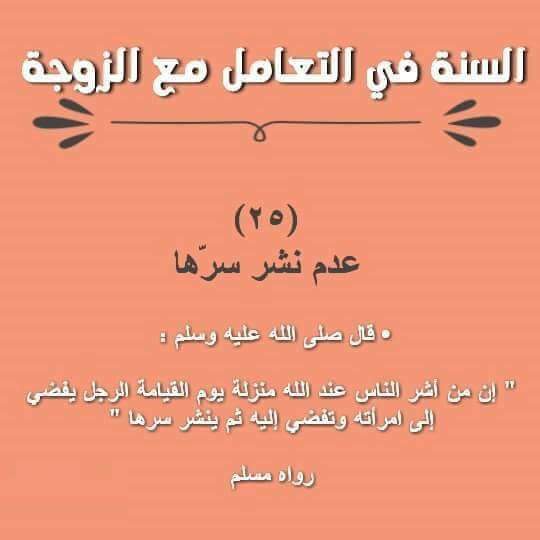 السنة في التعامل مع الزوجة
(٢٥)
عدم نشر سرّها
• قال صلى الله عليه وسلم :
" إن من أشر الناس عند الله منزلة يوم القيامة الرجل يفضي
إلى امرأته وتفضي إليه ثم ينشر سرها "
رواه مسلم